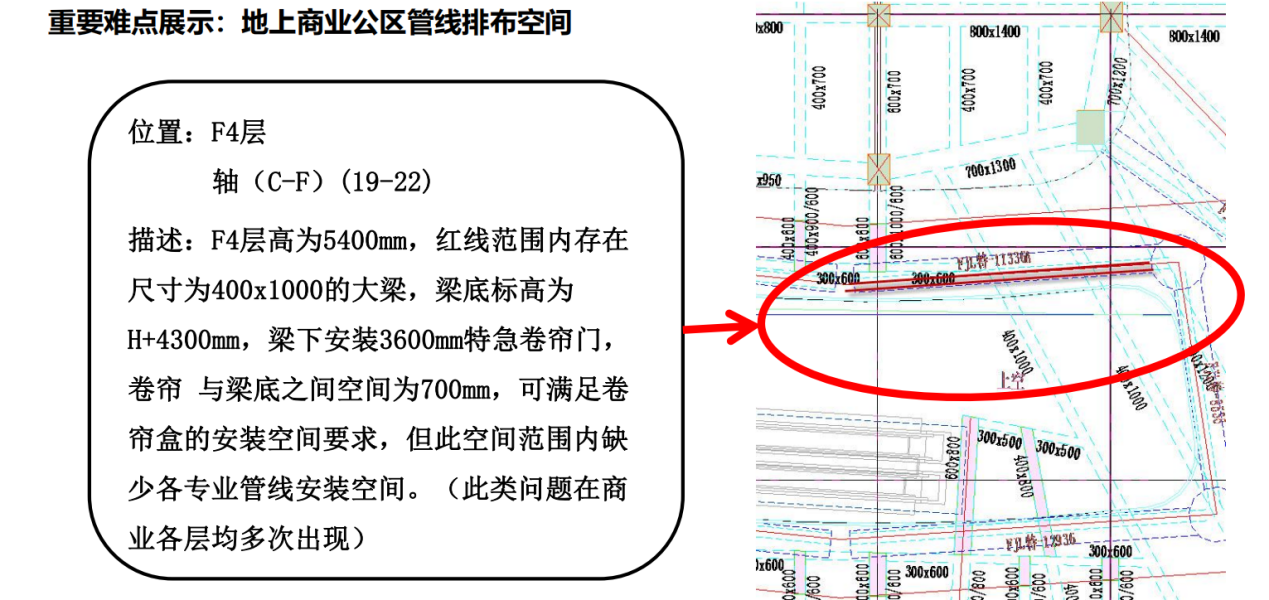 重要难点展示：地上商业公区管线排布空间
位置：F4层
轴（C-F）(19-22)
描述：F4层高为5400mm，红线范围内存在
尺寸为400x1000的大梁，梁底标高为
H+4300mm，梁下安装3600mm特急卷帘门，
卷帘 与梁底之间空间为700mm，可满足卷
帘盒的安装空间要求，但此空间范围内缺
少各专业管线安装空间。（此类问题在商
业各层均多次出现）
800x1400
800x1400
400x700
600x700
400x700
400x700
700x1200
700x1300
x950
400x900/600
600x1000/600
300x600
300x600
400x1000
上空
400x1000
300x500
300x500
600x800
400x800
300x600
300x600